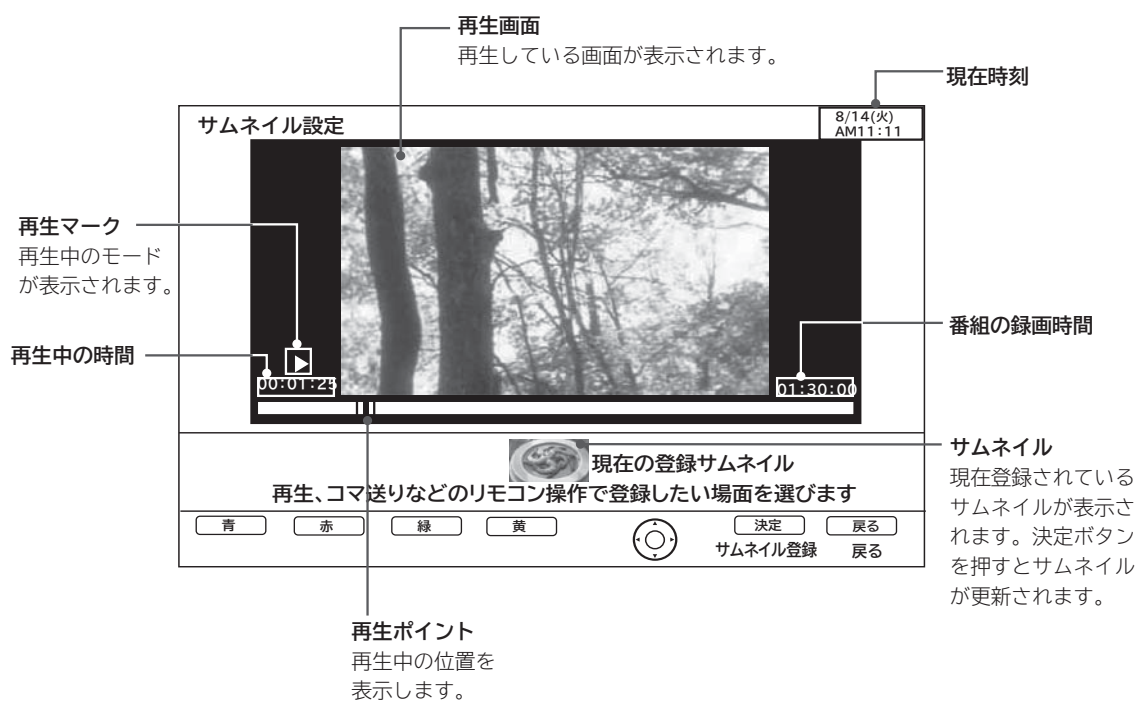 再生画面
再生している画面が表示されます。
現在時刻
サムネイル設定
8/14(火)
AM11:11
再生マーク
再生中のモード
が表示されます。
再生中の時間
番組の録画時間
00:01:25
01:30:00
サムネイル
現在登録されている
サムネイルが表示さ
れます。決定ボタン
を押すとサムネイル
が更新されます。
現在の登録サムネイル
再生、コマ送りなどのリモコン操作で登録したい場面を選びます
青 赤 緑 黄 決定 戻る
サムネイル登録 戻る
再生ポイント
再生中の位置を
表示します。